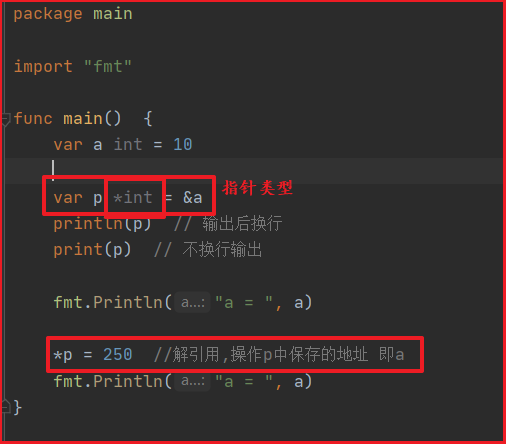 package main
import "fmt"
func main()  {
var a int = 10
var p *int = &a 指针类型
println(p)  // 输出后换行
print(p)  // 不换行输出
fmt.Println( a...: "a = ", a)
*p = 250  //解引用,操作p中保存的地址 即a
fmt.Println( a...: "a = ", a)
}